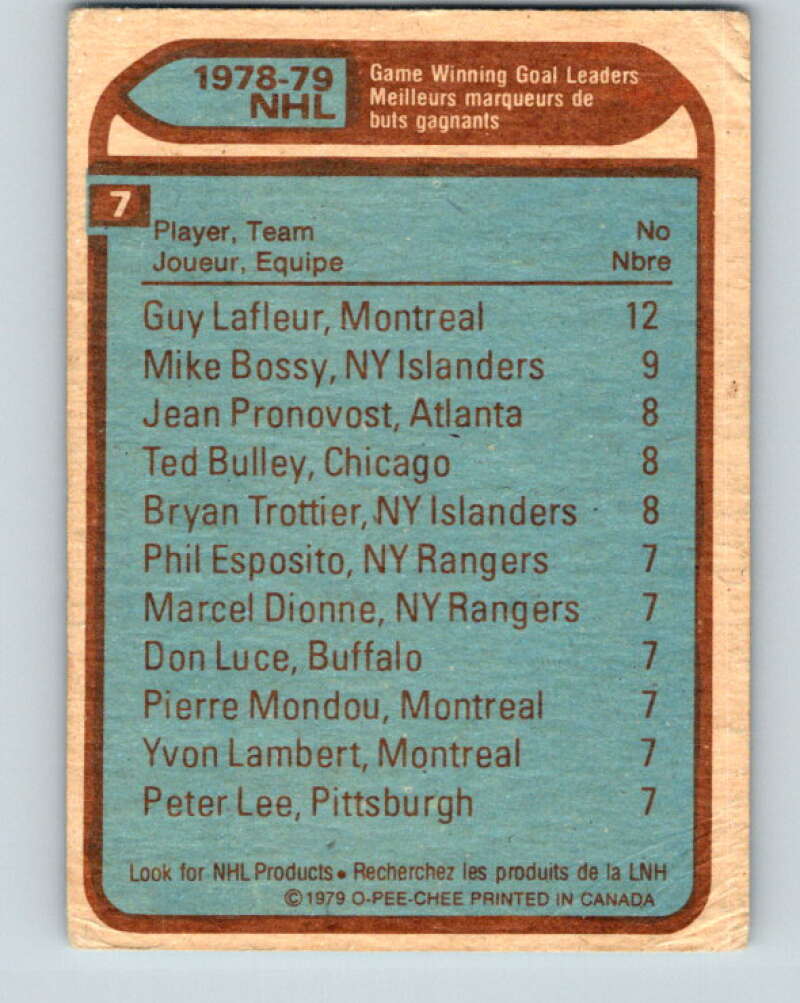 1978-79
NHL
Game Winning Goal Leaders
Meilleurs marqueurs de
buts gagnants
7
Player, Team No
Joueur, Equipe Nbre
Guy Lafleur, Montreal 12
Mike Bossy, NY Islanders 9
Jean Pronovost, Atlanta 8
Ted Bulley, Chicago 8
Bryan Trottier, NY Islanders 8
Phil Esposito, NY Rangers 7
Marcel Dionne, NY Rangers 7
Don Luce, Buffalo 7
Pierre Mondou, Montreal 7
Yvon Lambert, Montreal 7
Peter Lee, Pittsburgh 7
Look for NHL Products • Recherchez les produits de la LNH
© 1979 O-PEE-CHEE PRINTED IN CANADA